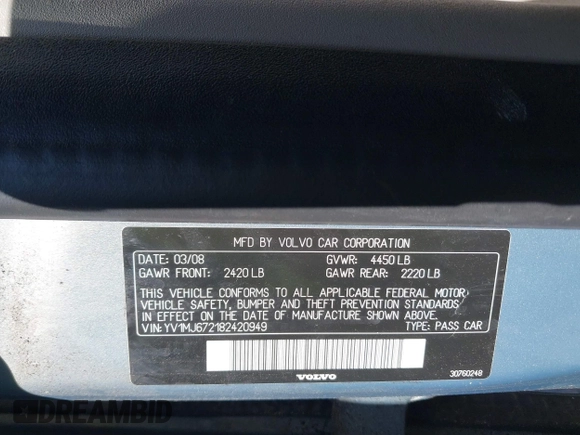 MFD BY VOLVO CAR CORPORATION
DATE: 03/08 GVWR: 4450 LB
GAWR FRONT: 2420 LB GAWR REAR: 2220 LB
THIS VEHICLE CONFORMS TO ALL APPLICABLE FEDERAL MOTOR
VEHICLE SAFETY, BUMPER AND THEFT PREVENTION STANDARDS
IN EFFECT ON THE DATE OF MANUFACTURE SHOWN ABOVE.
VIN: YV1MJ672182420949 TYPE: PASS CAR
VOLVO 30760248
DREAMBID